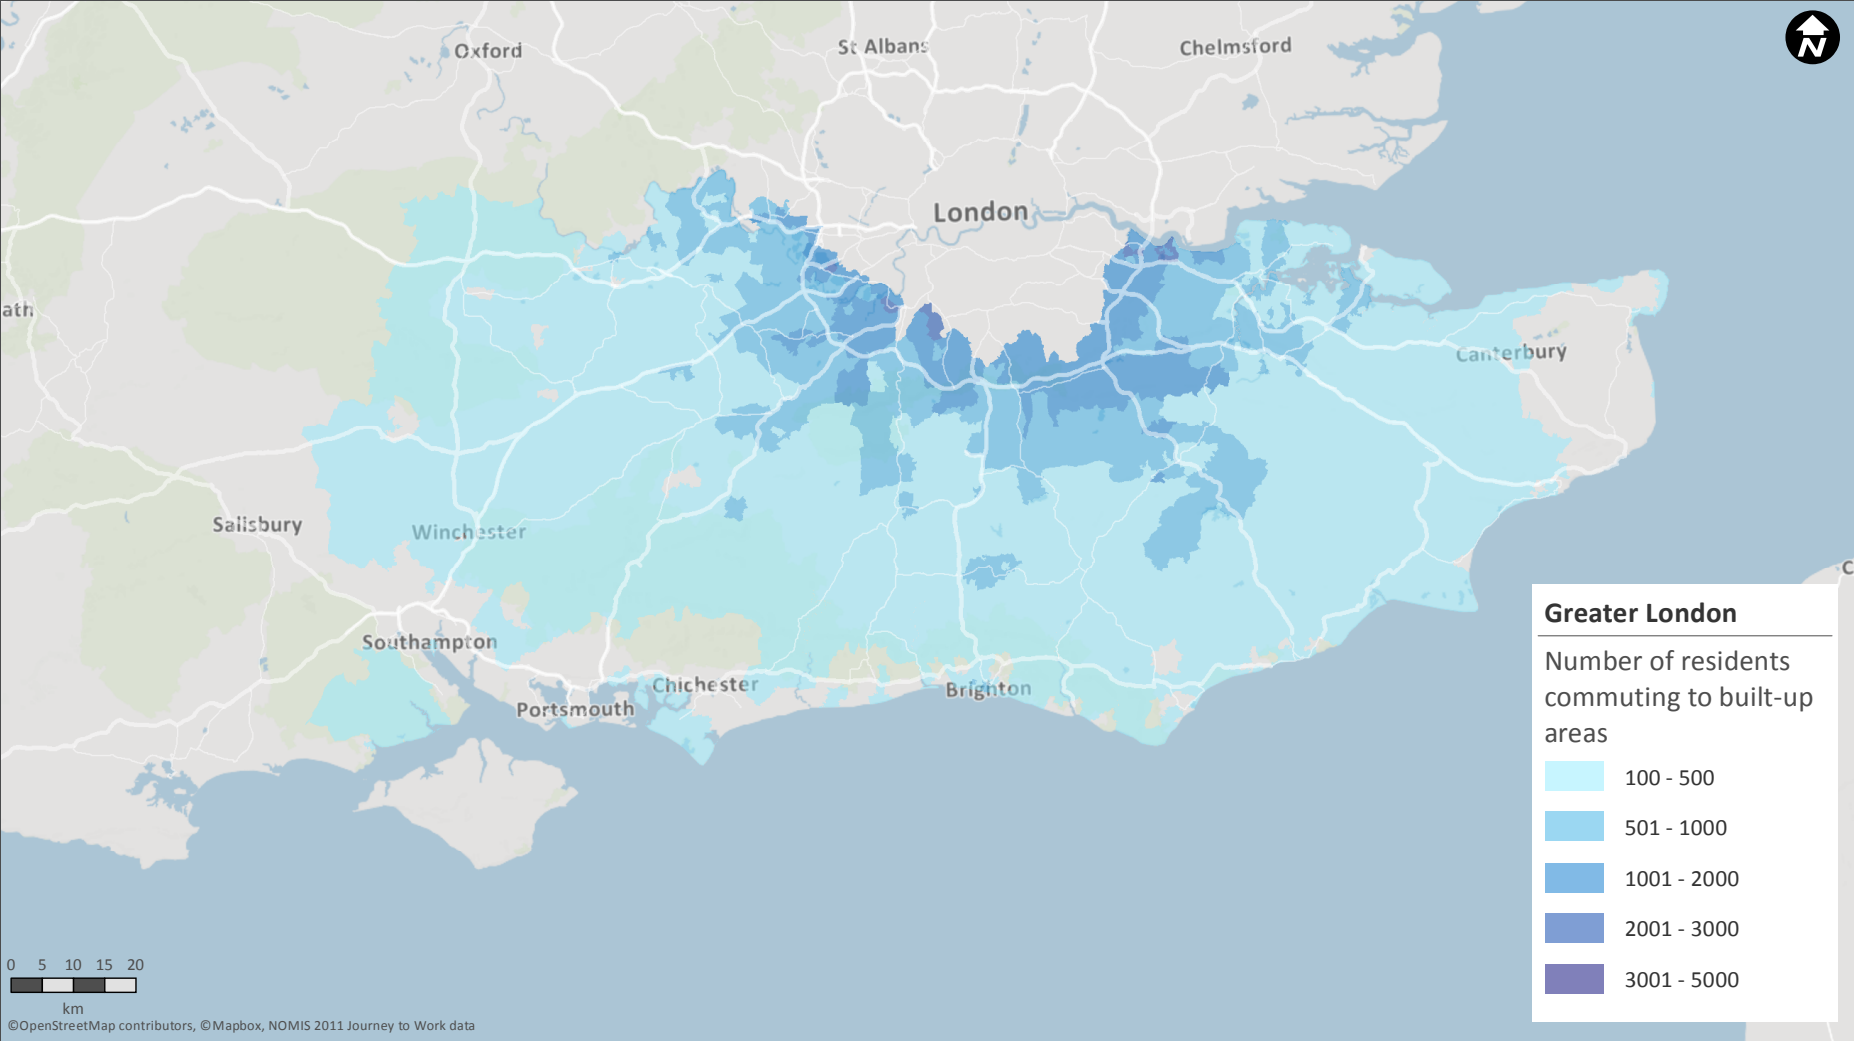 Oxford
St Albans
Chelmsford
N
London
ath
Canterbury
Salisbury
Winchester
Southampton
Chichester
Portsmouth
Brighton
C
Greater London
Number of residents
commuting to built-up
areas
100 - 500
501 - 1000
1001 - 2000
2001 - 3000
3001 - 5000
0 5 10 15 20
km
©OpenStreetMap contributors, ©Mapbox, NOMIS 2011 Journey to Work data